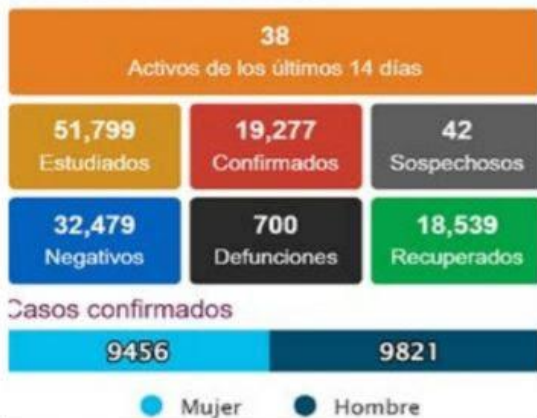 38
Activos de los últimos 14 días
51,799
Estudiados
19,277
Confirmados
42
Sospechosos
32,479
Negativos
700
Defunciones
18,539
Recuperados
Casos confirmados
9456
9821
Mujer
Hombre